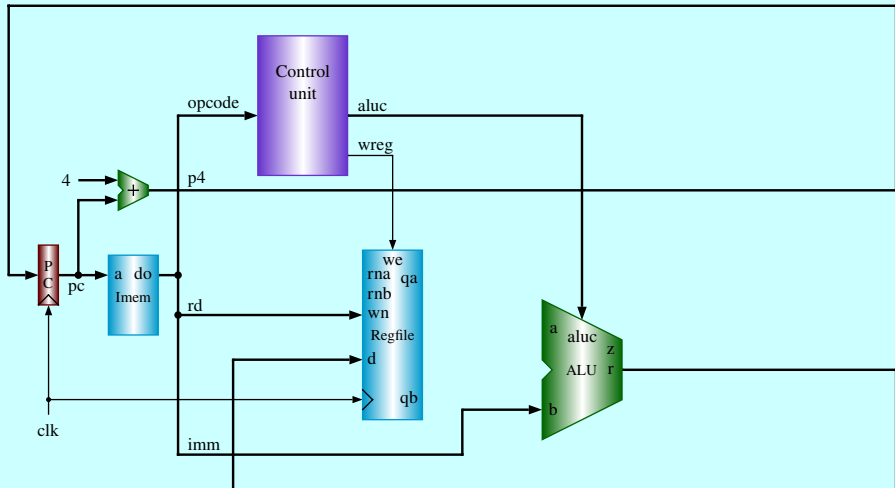 Control
unit
opcode
aluc
wreg
4
+
p4
P
C
pc
a do
Imem
we
rna
qa
rnb
wn
Regfile
d
qb
rd
a
aluc
z
ALU
r
b
clk
imm